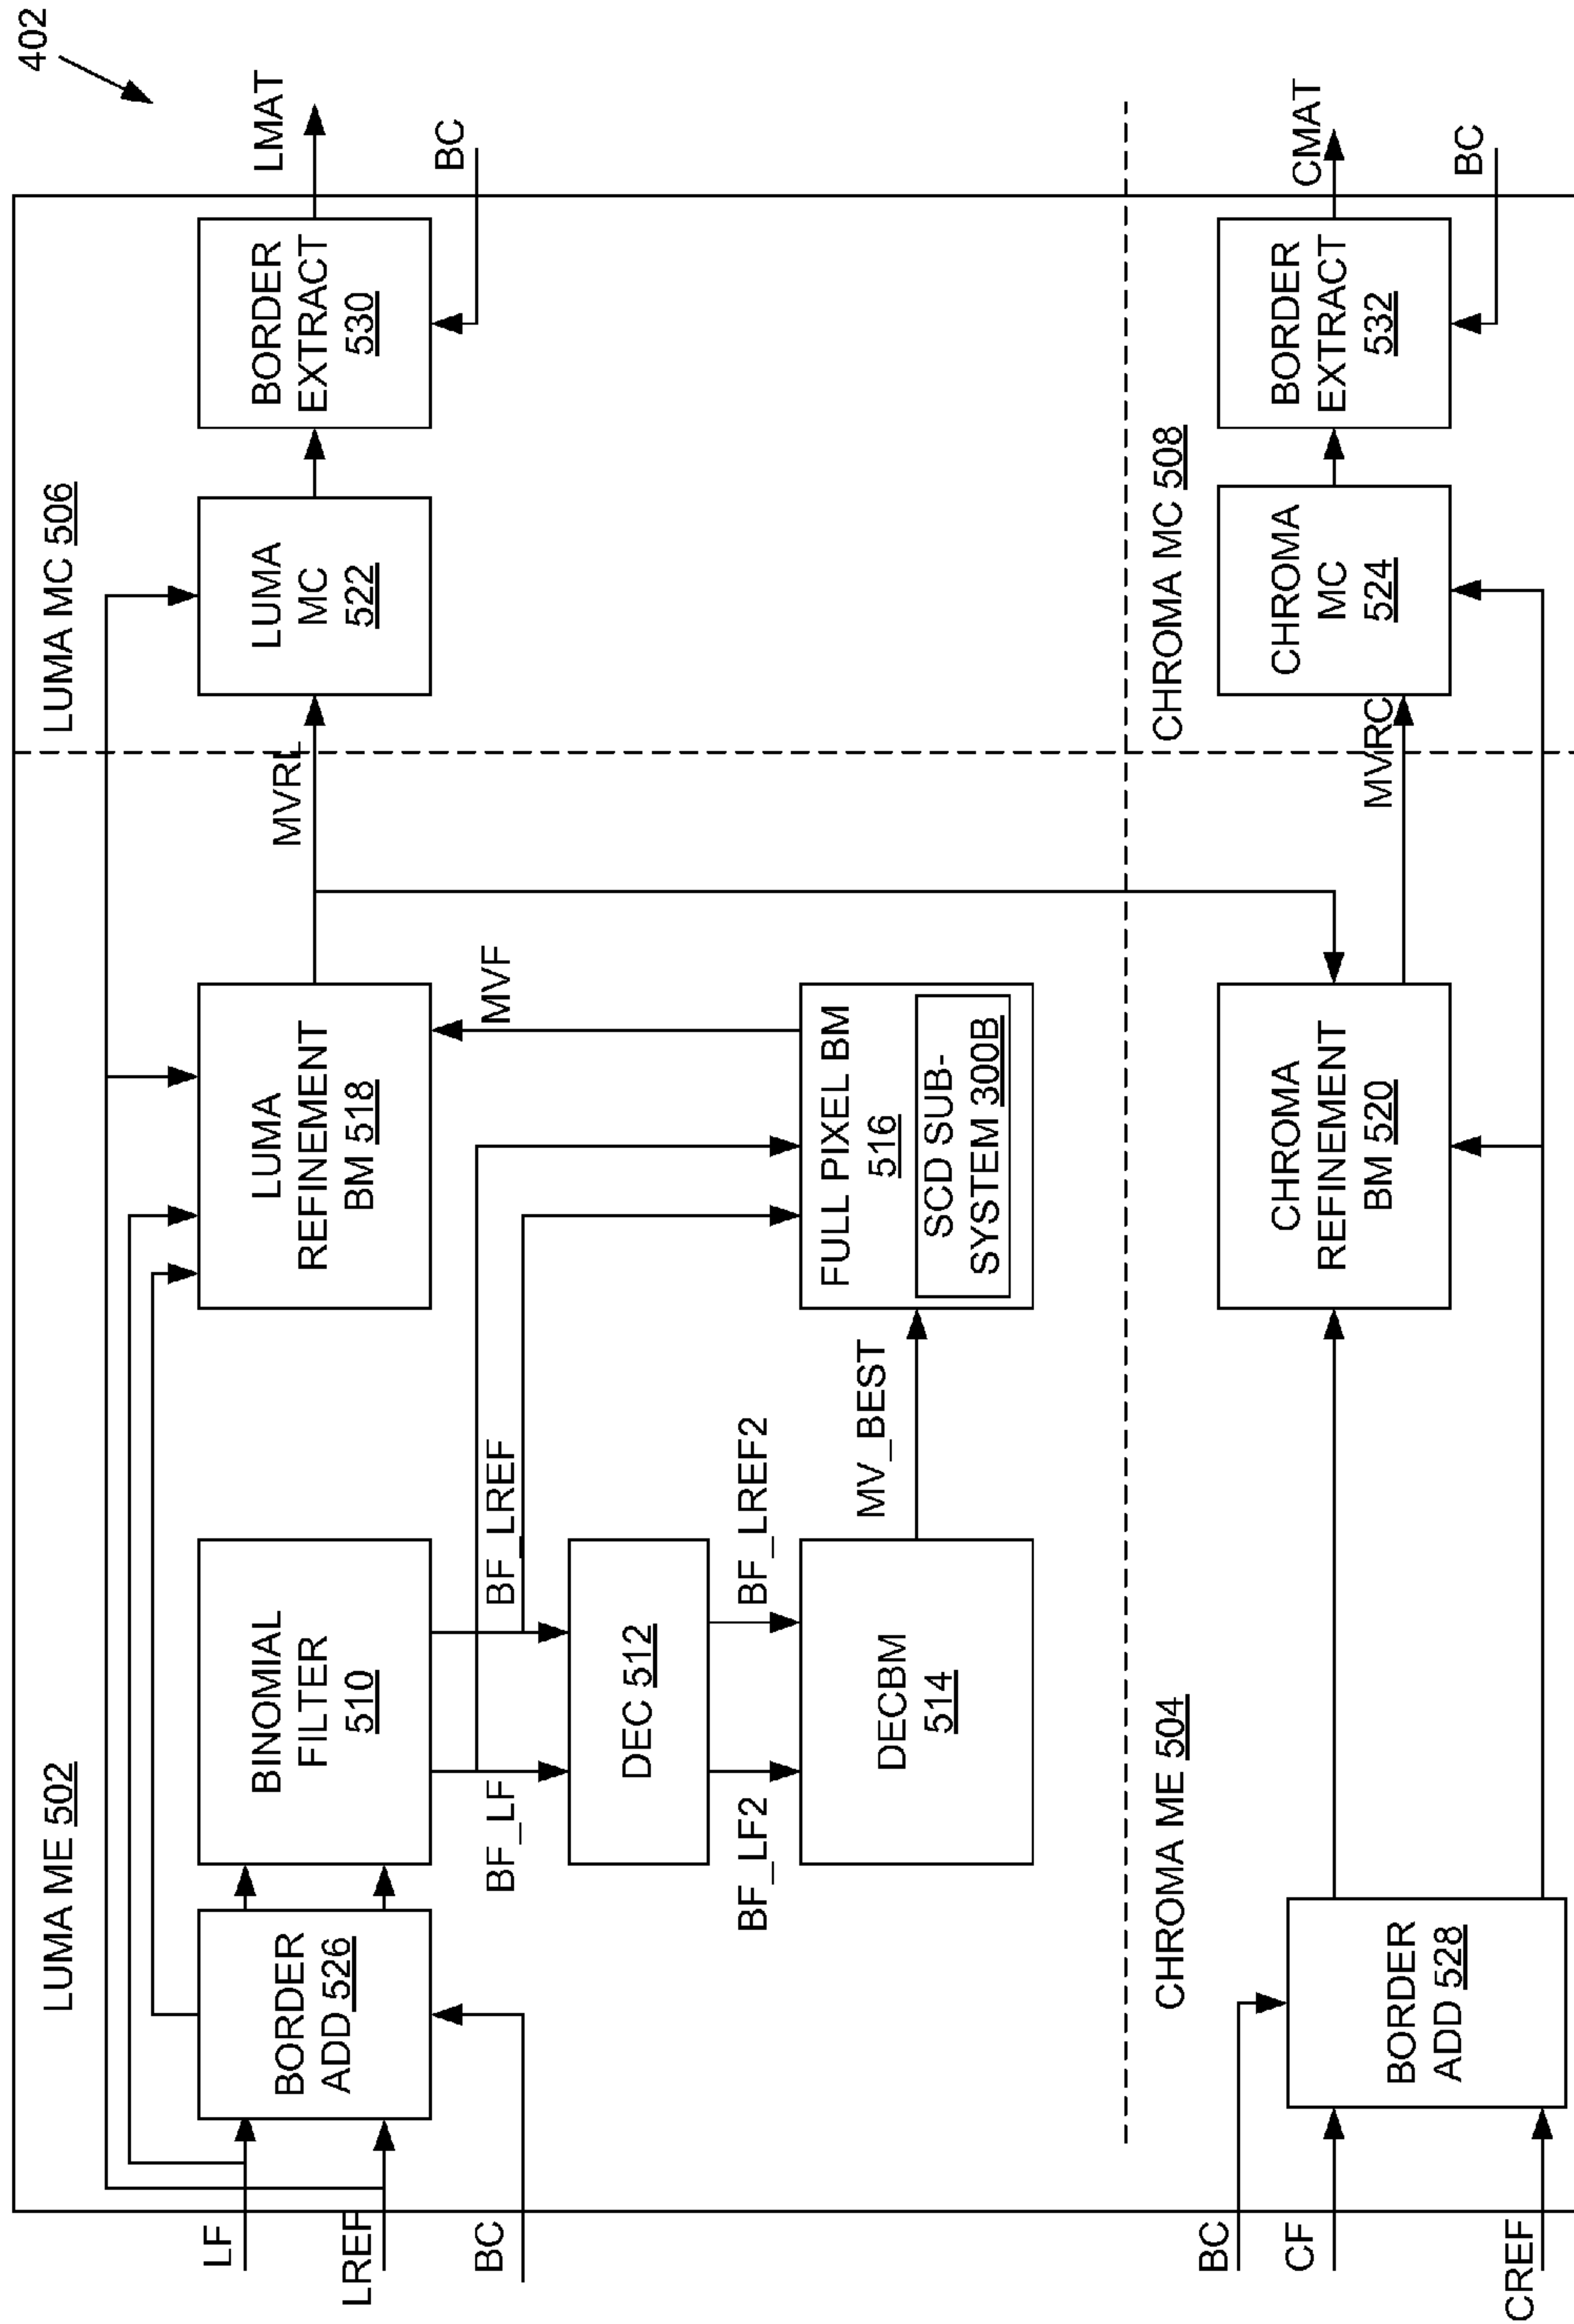 402
LUMA ME 502
LUMA MC 506
LF
LREF
BC
BORDER
ADD 526
BINOMIAL
FILTER
510
BF_LF
BF_LREF
DEC 512
BF_LF2
BF_LREF2
DECBM
514
MV_BEST
FULL PIXEL BM
516
SCD SUB-
SYSTEM 300B
MVF
LUMA
REFINEMENT
BM 518
MVRL
LUMA
MC
522
BORDER
EXTRACT
530
LMAT
BC
CHROMA ME 504
CHROMA MC 508
BC
CF
CREF
BORDER
ADD 528
CHROMA
REFINEMENT
BM 520
MVRC
CHROMA
MC
524
BORDER
EXTRACT
532
CMAT
BC